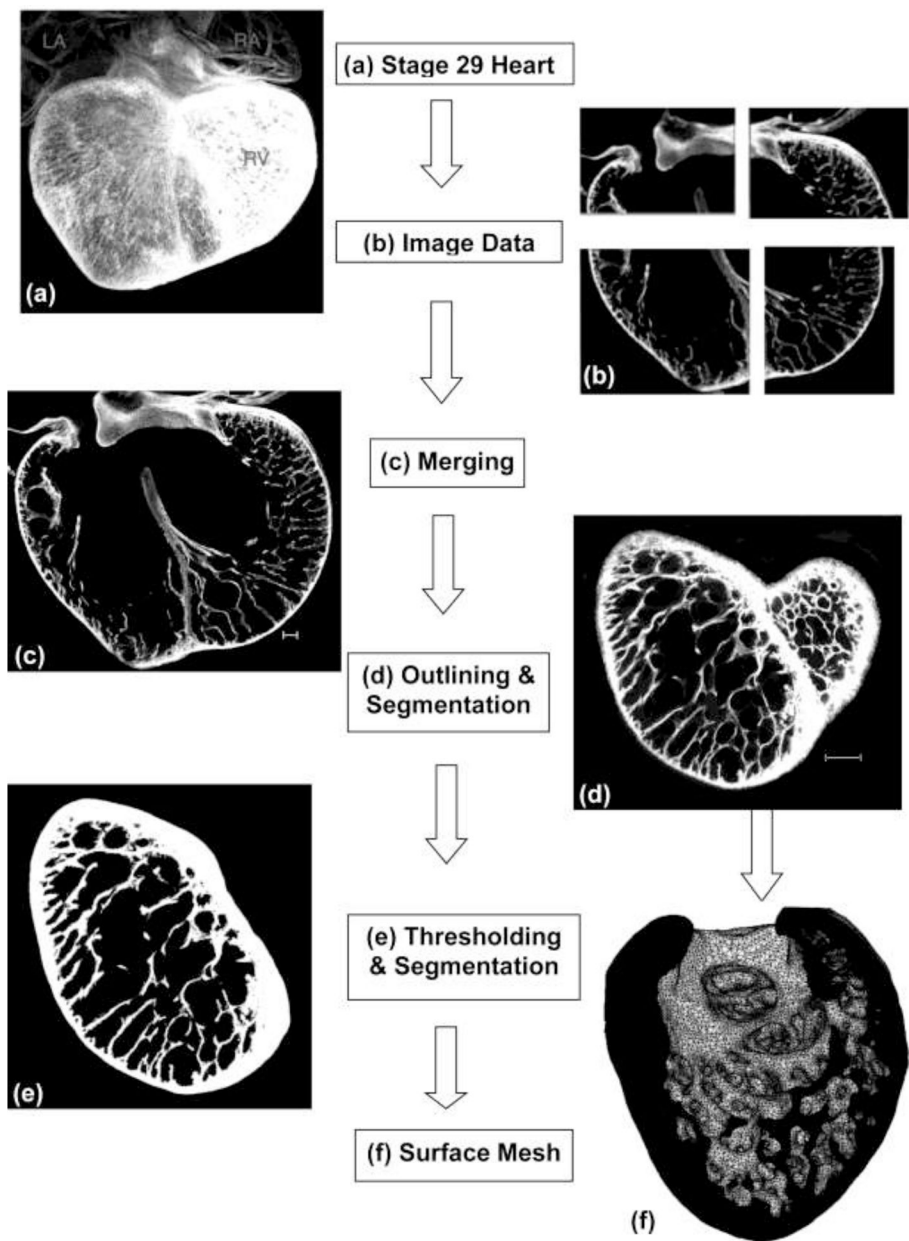 LA
RA
(a) Stage 29 Heart
RV
(b) Image Data
(a)
(b)
(c) Merging
(c)
(d) Outlining &
Segmentation
(d)
(e) Thresholding
& Segmentation
(e)
(f) Surface Mesh
(f)